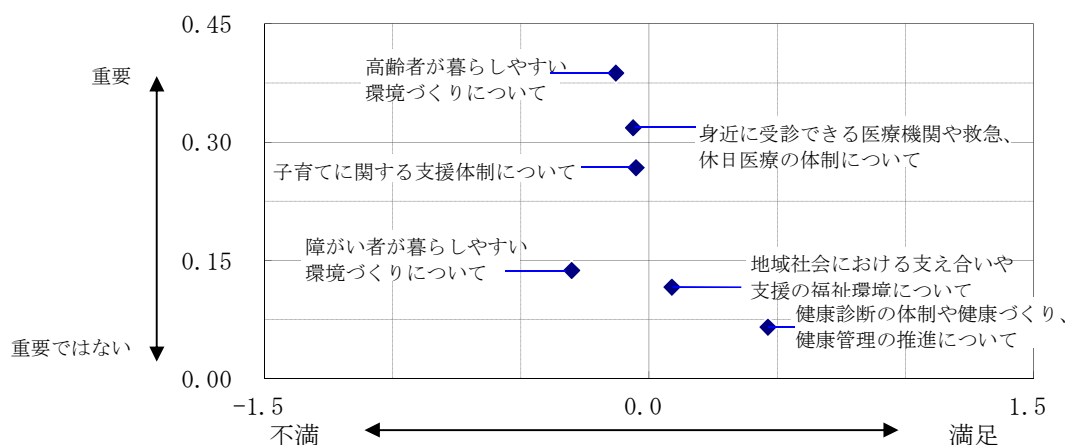 0.45
高齢者が暮らしやすい
環境づくりについて
重要
0.30
身近に受診できる医療機関や救急、
休日医療の体制について
子育てに関する支援体制について
障がい者が暮らしやすい
環境づくりについて
0.15
地域社会における支え合いや
支援の福祉環境について
健康診断の体制や健康づくり、
健康管理の推進について
重要ではない
0.00
-1.5
0.0
1.5
不満
満足